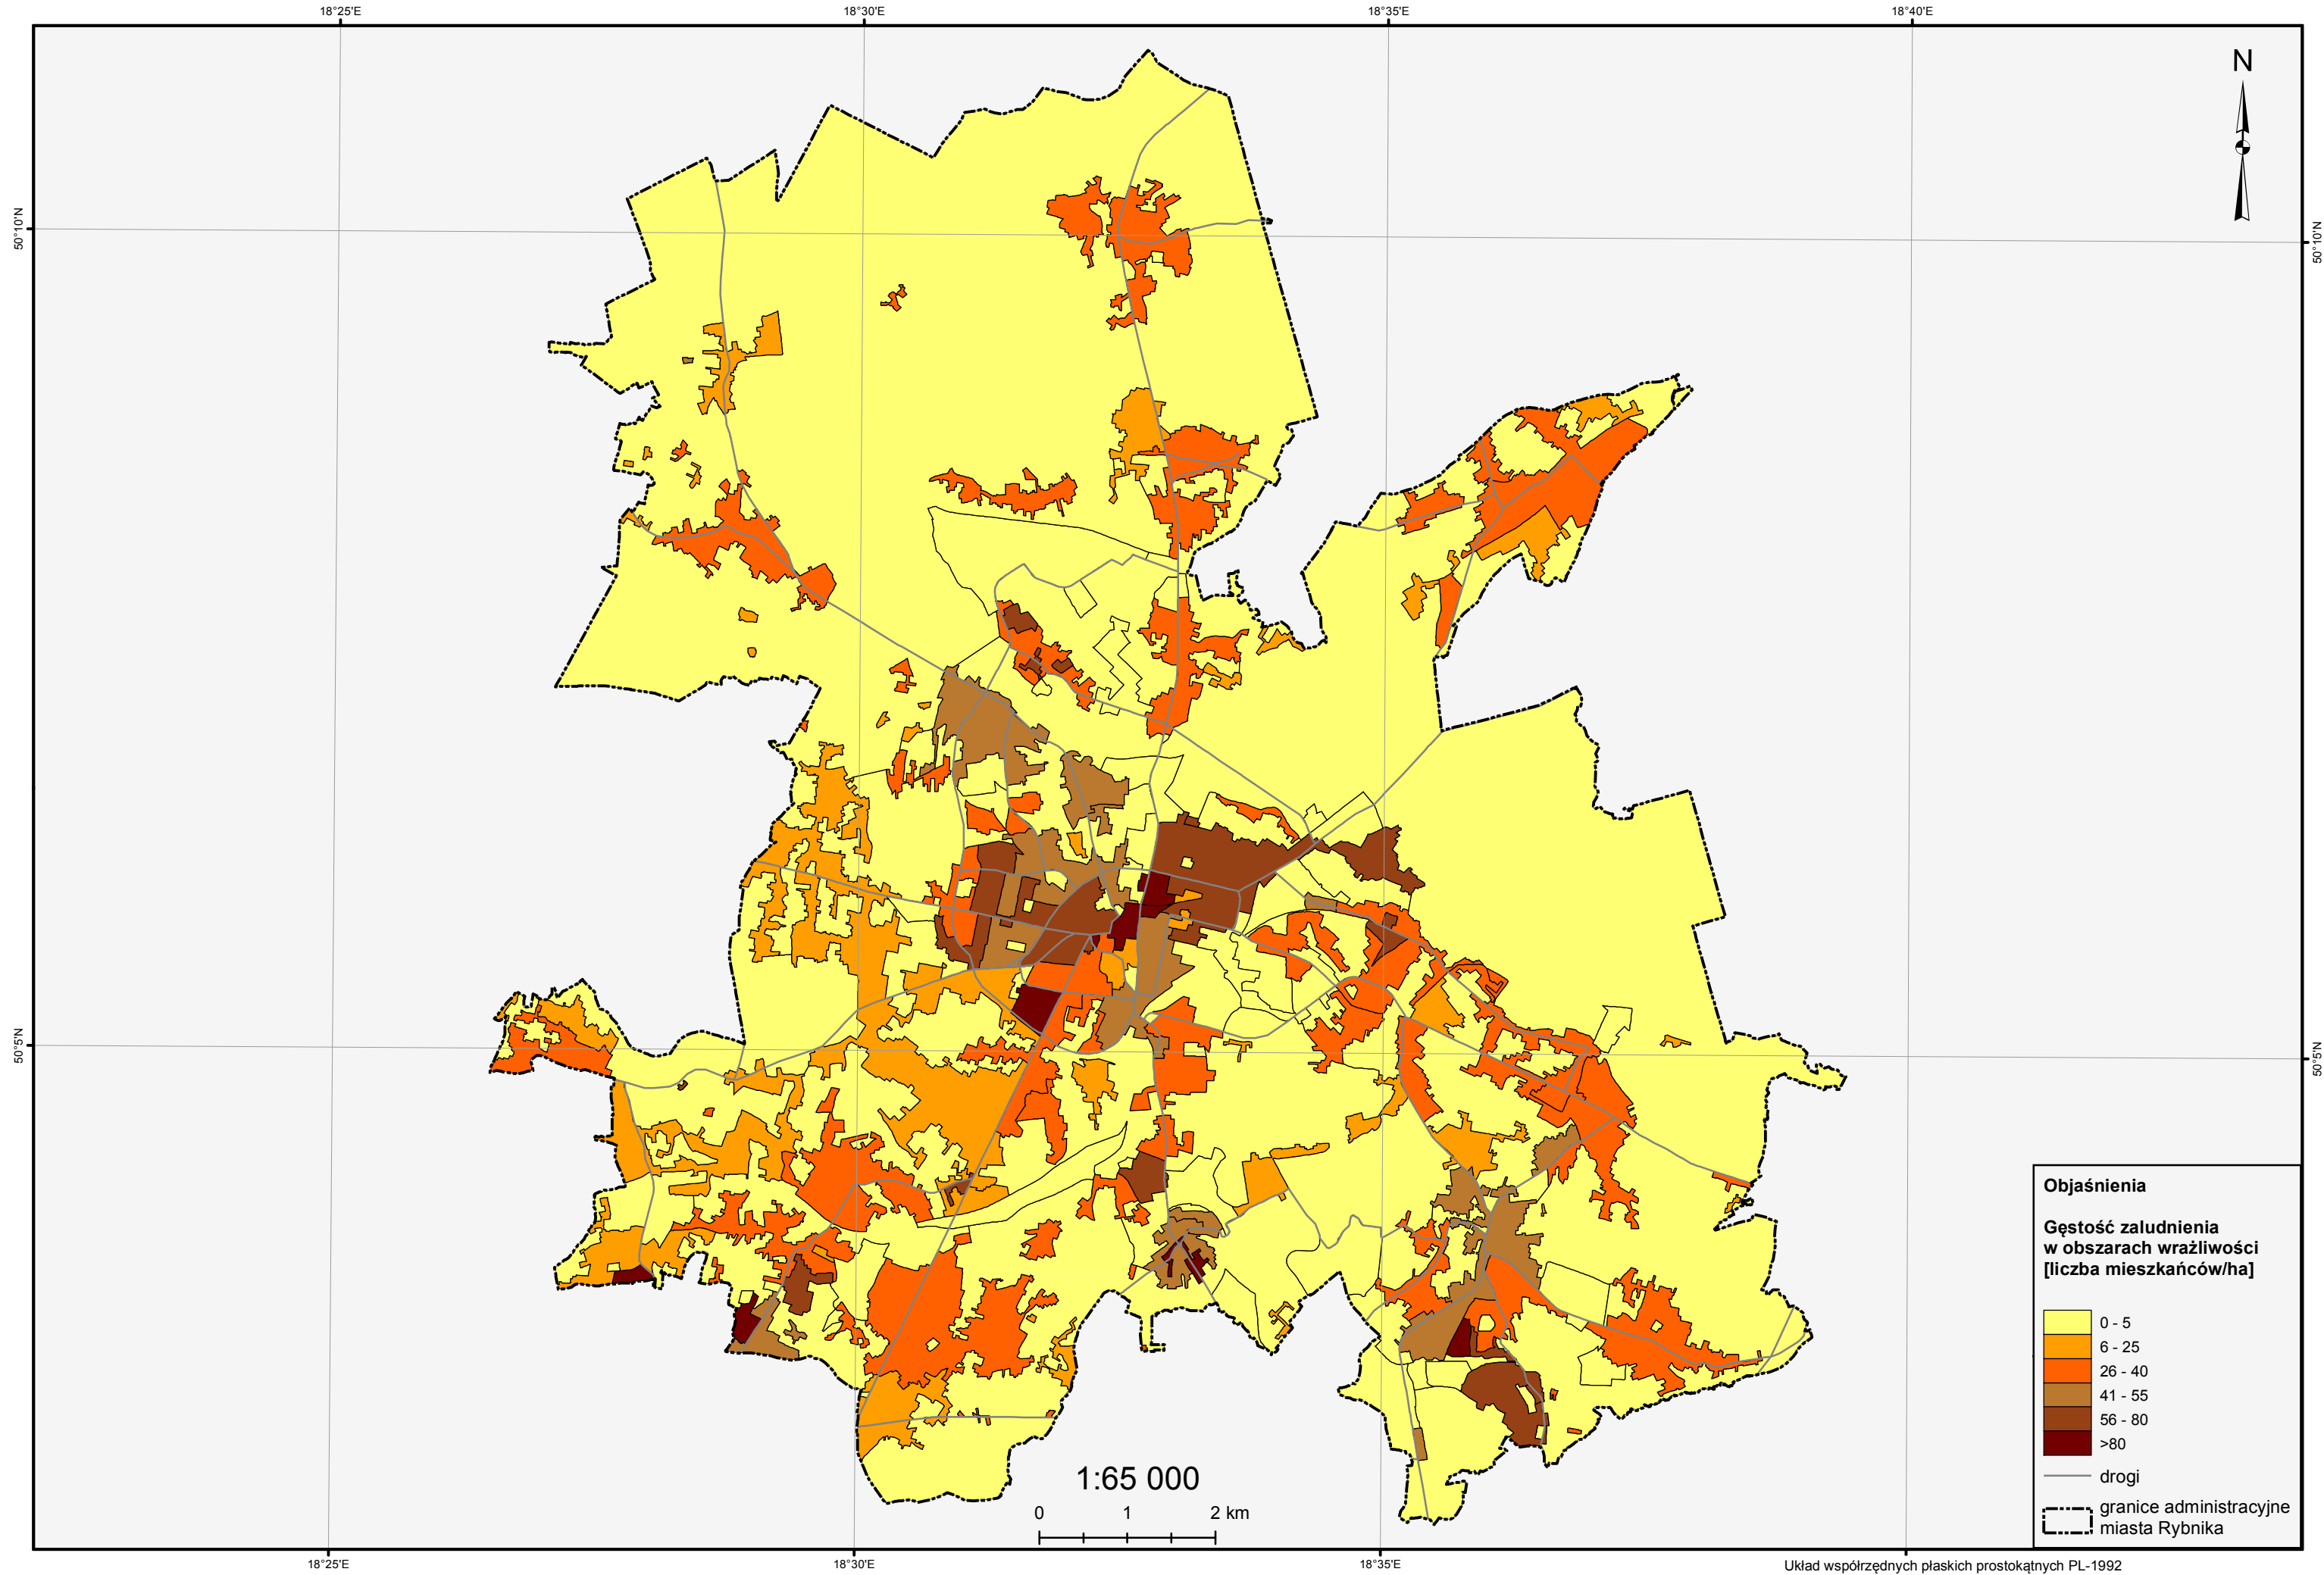 18°25'E
18°30'E
18°35'E
18°40'E
N
50°10'N
50°10'N
50°5'N
50°5'N
Objaśnienia
Gęstość zaludnienia
w obszarach wrażliwości
[liczba mieszkańców/ha]
0 - 5
6 - 25
26 - 40
41 - 55
56 - 80
>80
drogi
granice administracyjne
miasta Rybnika
1:65 000
0 1 2 km
18°25'E
18°30'E
18°35'E
Układ współrzędnych płaskich prostokątnych PL-1992